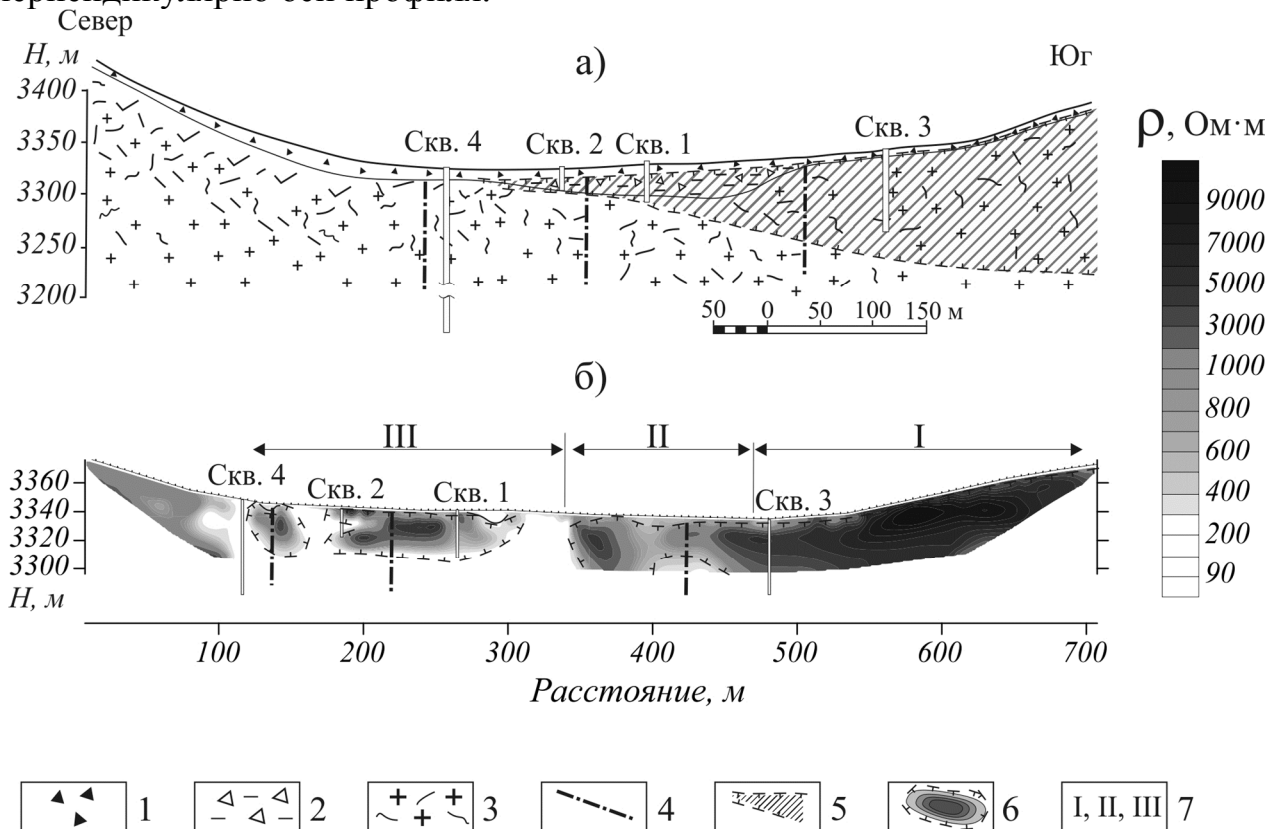 перпендикулярно оси профиля.
Север
Н, м
а)
Юг
ρ, Ом·м
3400
3350
3300
3250
3200
Скв. 4
Скв. 2
Скв. 1
Скв. 3
50 0 50 100 150 м
9000
7000
5000
3000
1000
800
600
400
200
90
б)
III
II
I
3360
3340
3320
3300
Н, м
Скв. 4
Скв. 2
Скв. 1
Скв. 3
100 200 300 400 500 600 700
Расстояние, м
1 2 3 4 5 6 I, II, III 7